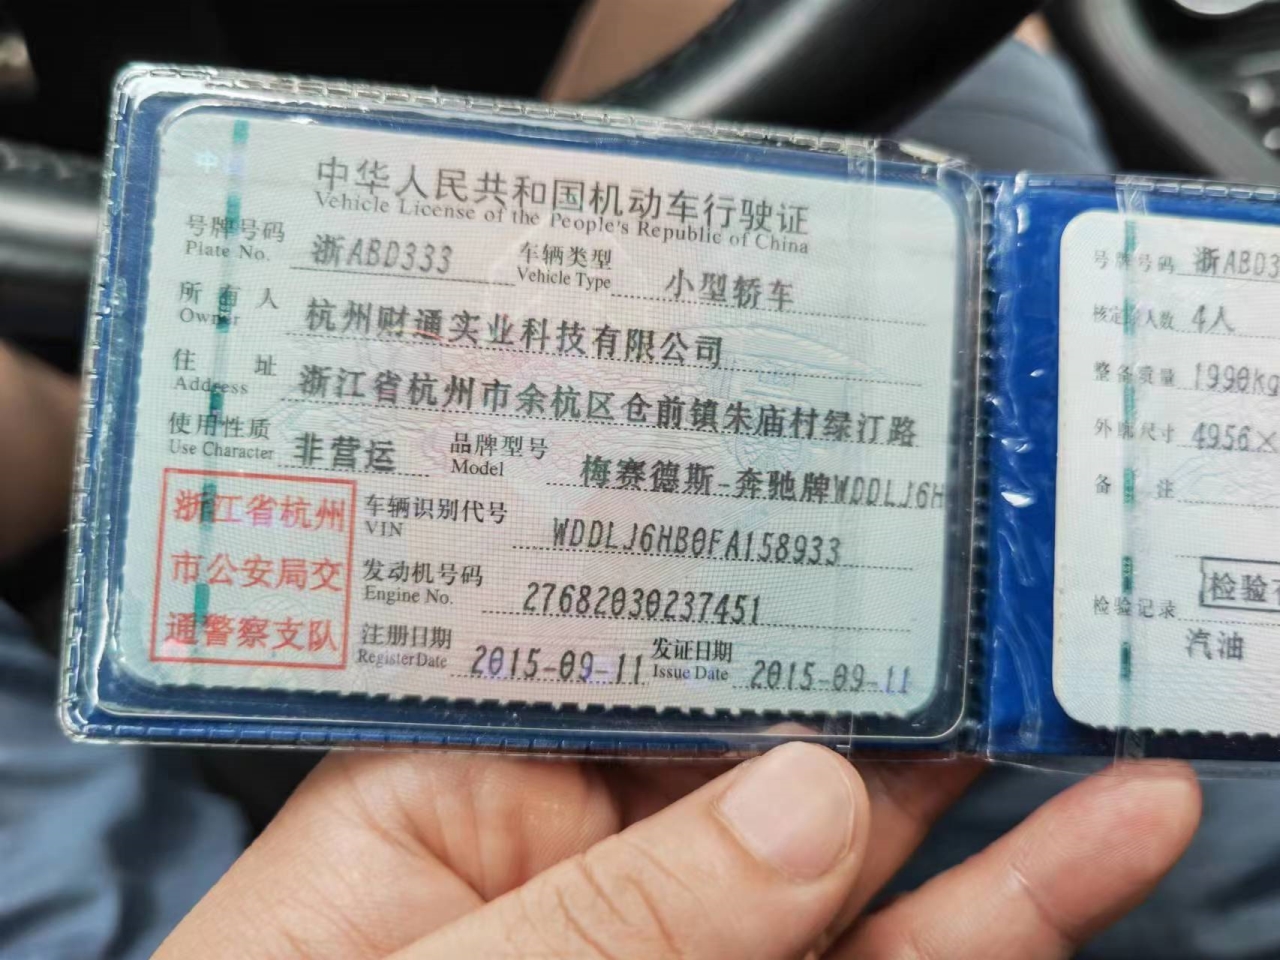 中华人民共和国机动车行驶证
Vehicle License of the People's Republic of China
号牌号码 浙ABD333 车辆类型 小型轿车
Plate No. Vehicle Type
所有人 杭州财通实业科技有限公司
Owner
住址 浙江省杭州市余杭区仓前镇朱庙村绿汀路
Address
使用性质 非营运 品牌型号 梅赛德斯-奔驰牌WDDLJ6H
Use Character Model
浙江省杭州
市公安局交
通警察支队
车辆识别代号 WDDLJ6HB0FA158933
VIN
发动机号码 27682030237451
Engine No.
注册日期 2015-09-11 发证日期 2015-09-11
Register Date Issue Date
号牌号码 浙ABD3
核定载人数 4人
整备质量 1990kg
外廓尺寸 4956×
备注
检验
检验记录
汽油